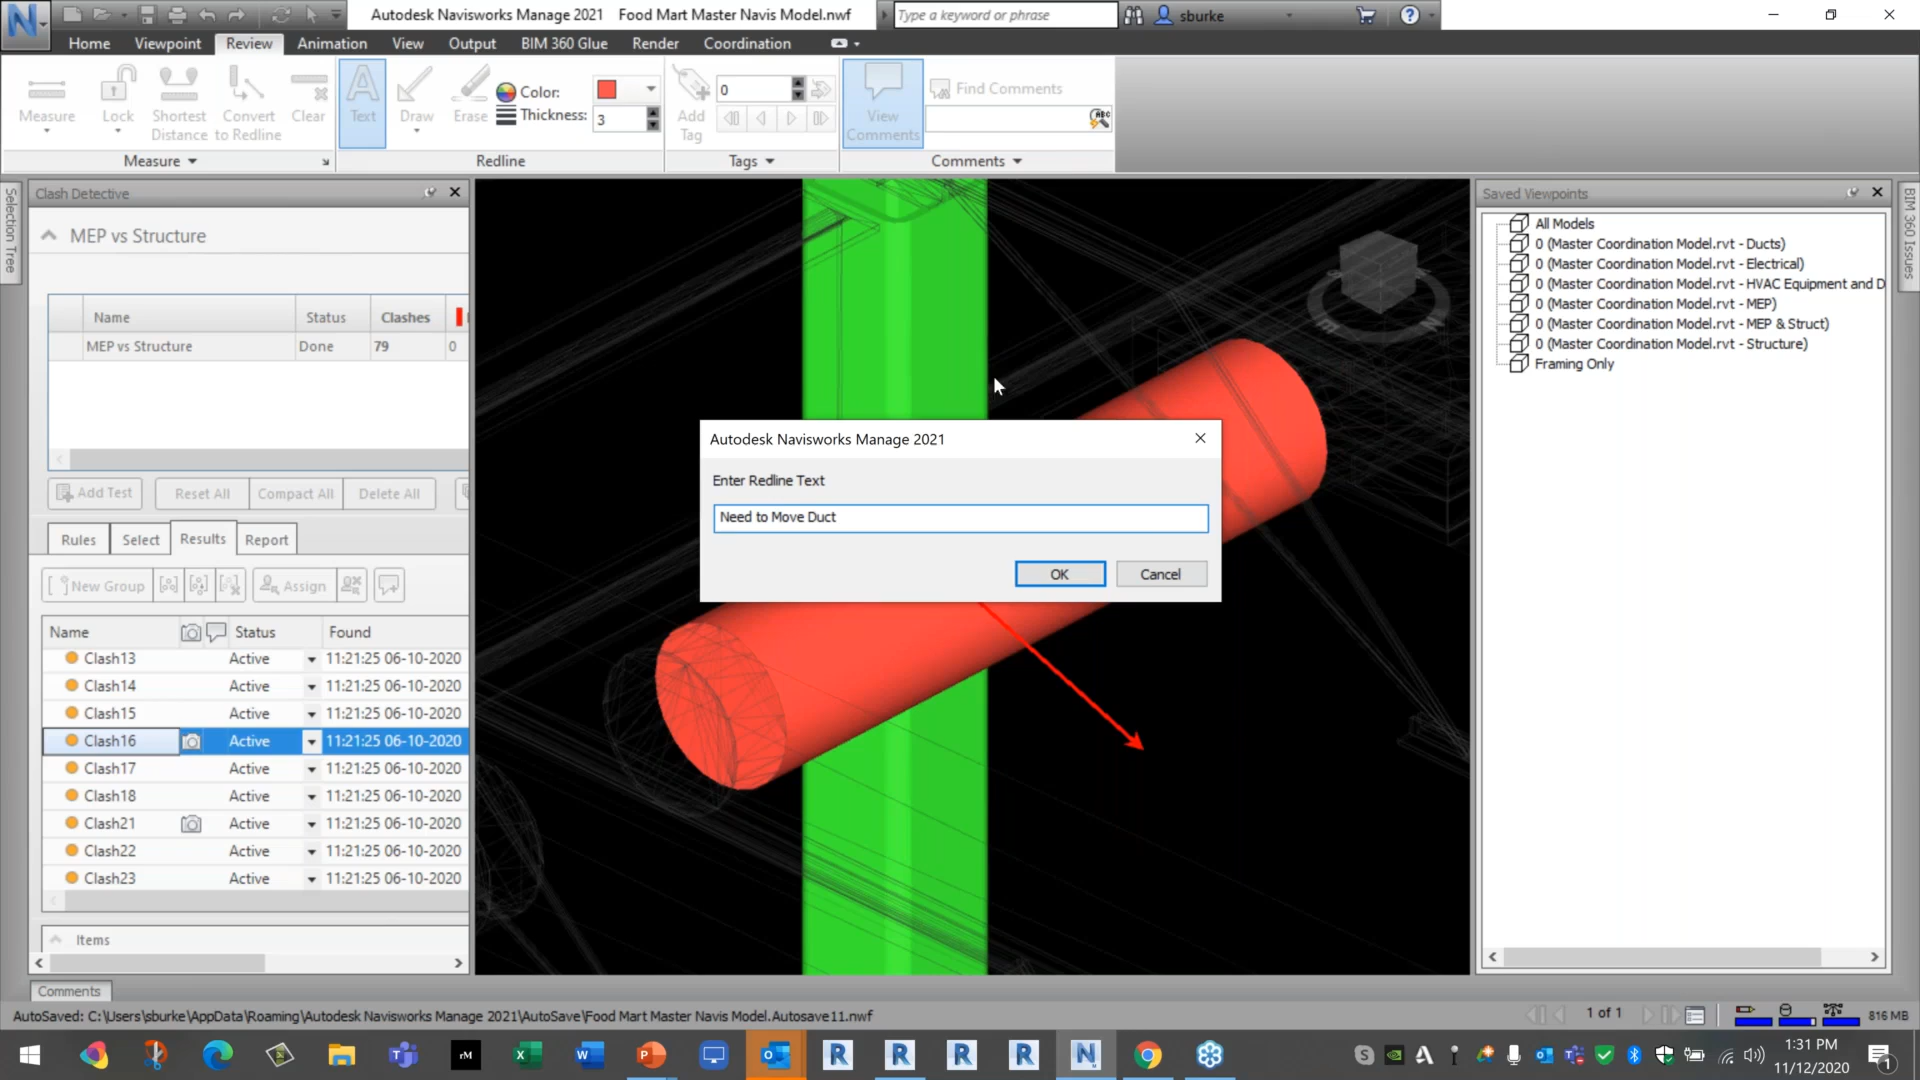 Autodesk Navisworks Manage 2021 Food Mart Master Navis Model.nwf
Type a keyword or phrase
sburke
Home Viewpoint Review Animation View Output BIM 360 Glue Render Coordination
Measure
Lock
Shortest Distance
Convert to Redline
Clear
Text
Draw
Erase
Color:
Thickness: 3
Add Tag
0
View Comments
Find Comments
Measure
Redline
Tags
Comments
Selection Tree
Clash Detective
MEP vs Structure
Name Status Clashes
MEP vs Structure Done 79 0
Add Test Reset All Compact All Delete All
Rules Select Results Report
New Group Assign
Name Status Found
Clash13 Active 11:21:25 06-10-2020
Clash14 Active 11:21:25 06-10-2020
Clash15 Active 11:21:25 06-10-2020
Clash16 Active 11:21:25 06-10-2020
Clash17 Active 11:21:25 06-10-2020
Clash18 Active 11:21:25 06-10-2020
Clash21 Active 11:21:25 06-10-2020
Clash22 Active 11:21:25 06-10-2020
Clash23 Active 11:21:25 06-10-2020
Items
Comments
Autodesk Navisworks Manage 2021
Enter Redline Text
Need to Move Duct
OK Cancel
Saved Viewpoints
All Models
0 (Master Coordination Model.rvt - Ducts)
0 (Master Coordination Model.rvt - Electrical)
0 (Master Coordination Model.rvt - HVAC Equipment and D
0 (Master Coordination Model.rvt - MEP)
0 (Master Coordination Model.rvt - MEP & Struct)
0 (Master Coordination Model.rvt - Structure)
Framing Only
BIM 360 Issues
AutoSaved: C:\Users\sburke\AppData\Roaming\Autodesk Navisworks Manage 2021\AutoSave\Food Mart Master Navis Model.Autosave11.nwf
1 of 1
816 MB
1:31 PM
11/12/2020